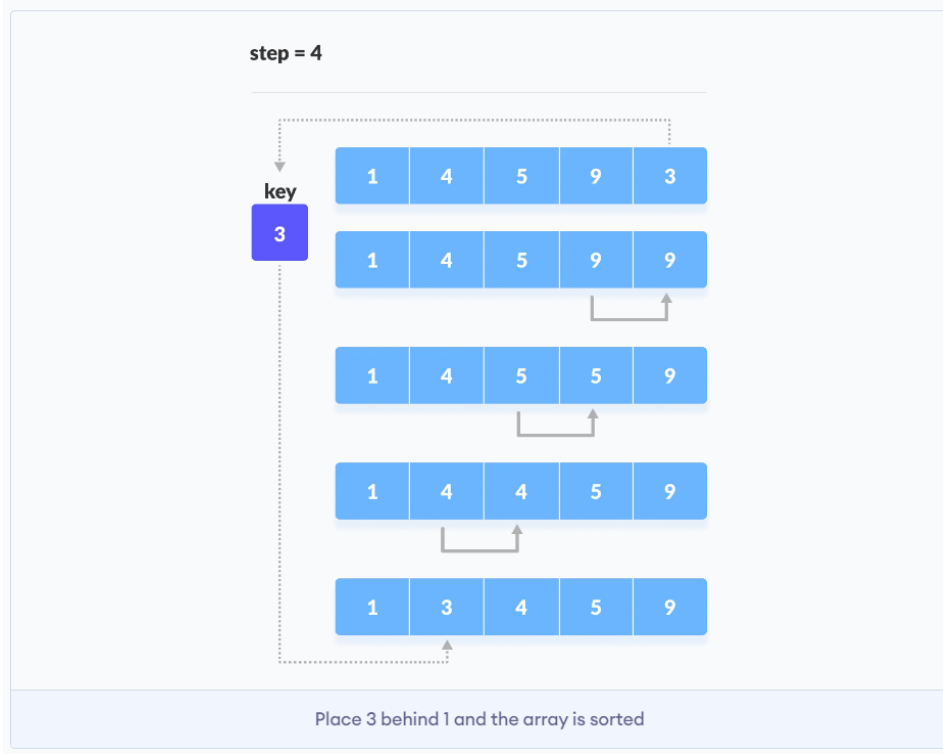 step = 4
1 4 5 9 3
key
3
1 4 5 9 9
1 4 5 5 9
1 4 4 5 9
1 3 4 5 9
Place 3 behind 1 and the array is sorted